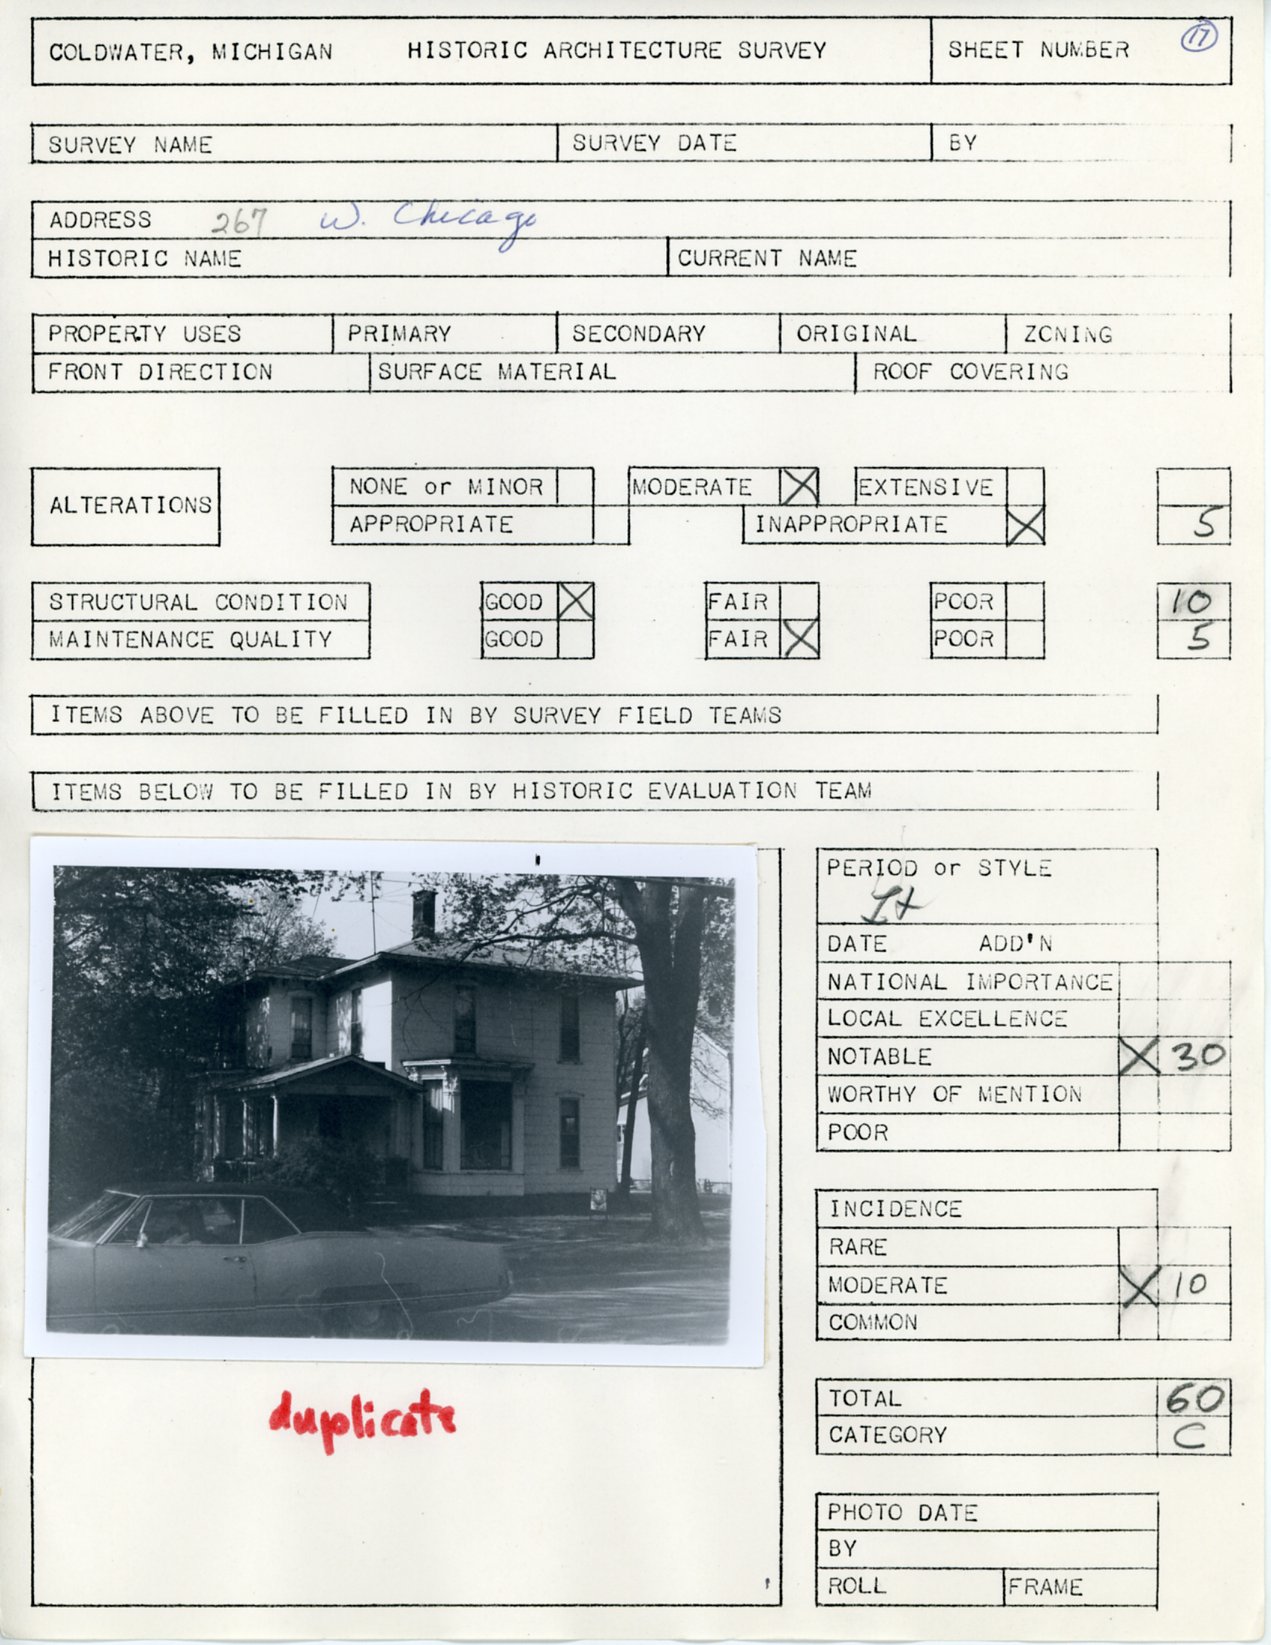 COLDWATER, MICHIGAN HISTORIC ARCHITECTURE SURVEY SHEET NUMBER 17
SURVEY NAME SURVEY DATE BY
ADDRESS 267 W. Chicago
HISTORIC NAME CURRENT NAME
PROPERTY USES PRIMARY SECONDARY ORIGINAL ZONING
FRONT DIRECTION SURFACE MATERIAL ROOF COVERING
ALTERATIONS
NONE or MINOR MODERATE X EXTENSIVE
APPROPRIATE INAPPROPRIATE X 5
STRUCTURAL CONDITION GOOD X FAIR POOR 10
MAINTENANCE QUALITY GOOD FAIR X POOR 5
ITEMS ABOVE TO BE FILLED IN BY SURVEY FIELD TEAMS
ITEMS BELOW TO BE FILLED IN BY HISTORIC EVALUATION TEAM
PERIOD or STYLE
It
DATE ADD'N
NATIONAL IMPORTANCE
LOCAL EXCELLENCE
NOTABLE X 30
WORTHY OF MENTION
POOR
INCIDENCE
RARE
MODERATE X 10
COMMON
duplicate
TOTAL 60
CATEGORY C
PHOTO DATE
BY
ROLL FRAME